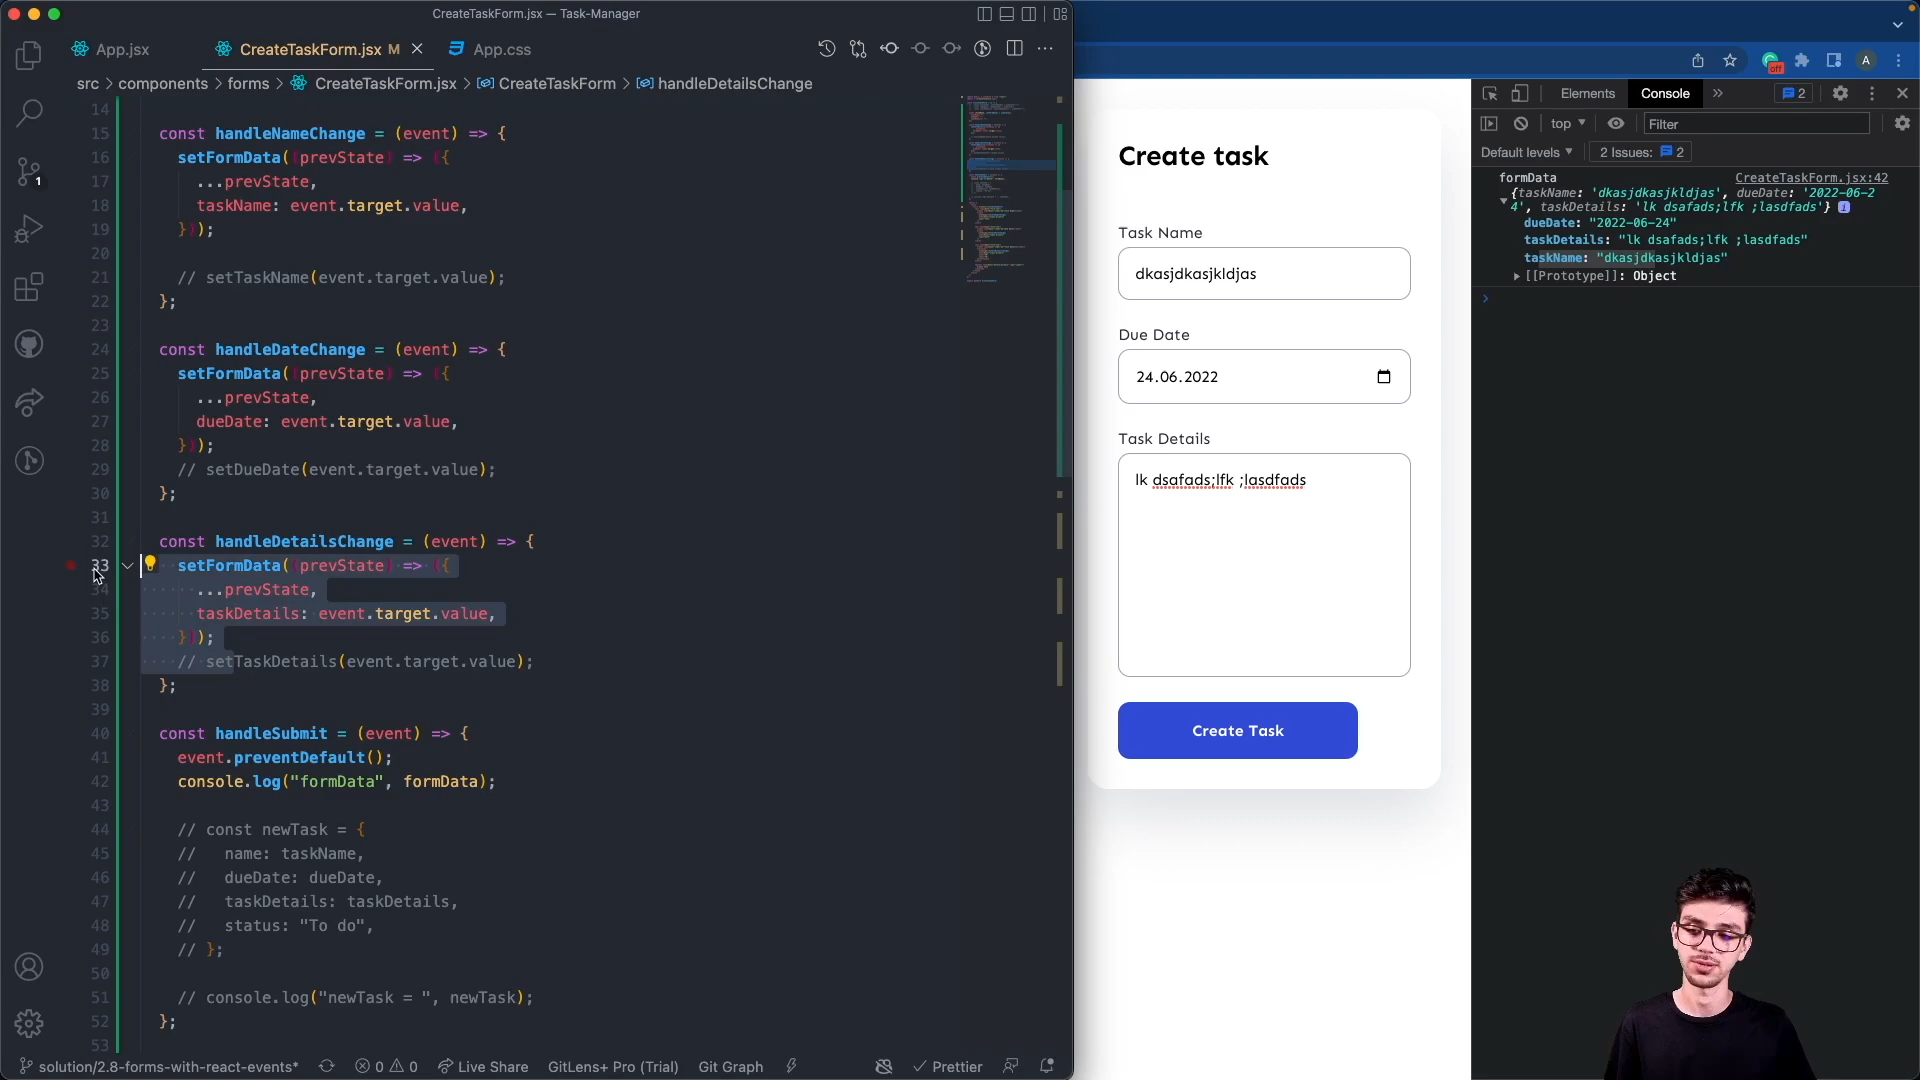 CreateTaskForm.jsx — Task-Manager
App.jsx
CreateTaskForm.jsx M
App.css
src > components > forms > CreateTaskForm.jsx > CreateTaskForm > handleDetailsChange
14
15 const handleNameChange = (event) => {
16 setFormData((prevState) => ({
17 ...prevState,
18 taskName: event.target.value,
19 }));
20
21 // setTaskName(event.target.value);
22 };
23
24 const handleDateChange = (event) => {
25 setFormData((prevState) => ({
26 ...prevState,
27 dueDate: event.target.value,
28 }));
29 // setDueDate(event.target.value);
30 };
31
32 const handleDetailsChange = (event) => {
33 setFormData((prevState) => ({
34 ...prevState,
35 taskDetails: event.target.value,
36 }));
37 // setTaskDetails(event.target.value);
38 };
39
40 const handleSubmit = (event) => {
41 event.preventDefault();
42 console.log("formData", formData);
43
44 // const newTask = {
45 // name: taskName,
46 // dueDate: dueDate,
47 // taskDetails: taskDetails,
48 // status: "To do",
49 // };
50
51 // console.log("newTask = ", newTask);
52 };
53
1
solution/2.8-forms-with-react-events* 0 0 Live Share GitLens+ Pro (Trial) Git Graph Prettier
off
A
Create task
Task Name
dkasjdkasjkldjas
Due Date
24.06.2022
Task Details
lk dsafads;lfk ;lasdfads
Create Task
Elements Console 2
top Filter
Default levels 2 Issues: 2
formData CreateTaskForm.jsx:42
{taskName: 'dkasjdkasjkldjas', dueDate: '2022-06-2
4', taskDetails: 'lk dsafads;lfk ;lasdfads'} i
dueDate: "2022-06-24"
taskDetails: "lk dsafads;lfk ;lasdfads"
taskName: "dkasjdkasjkldjas"
[[Prototype]]: Object